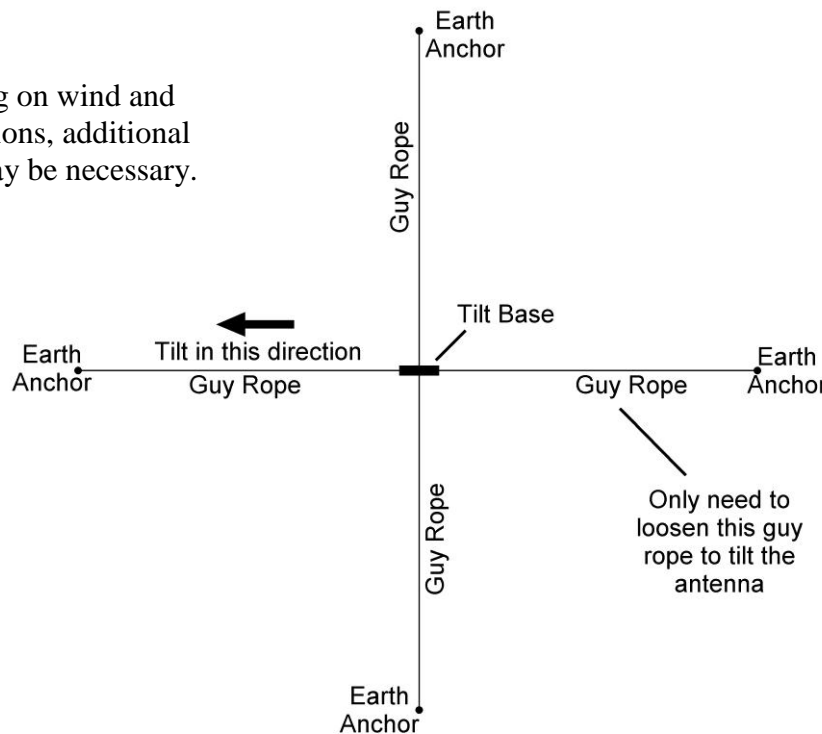 Earth
Anchor
g on wind and
ions, additional
ay be necessary.
Guy Rope
Tilt Base
Tilt in this direction
Earth
Anchor
Guy Rope
Guy Rope
Earth
Anchor
Only need to
loosen this guy
rope to tilt the
antenna
Guy Rope
Earth
Anchor